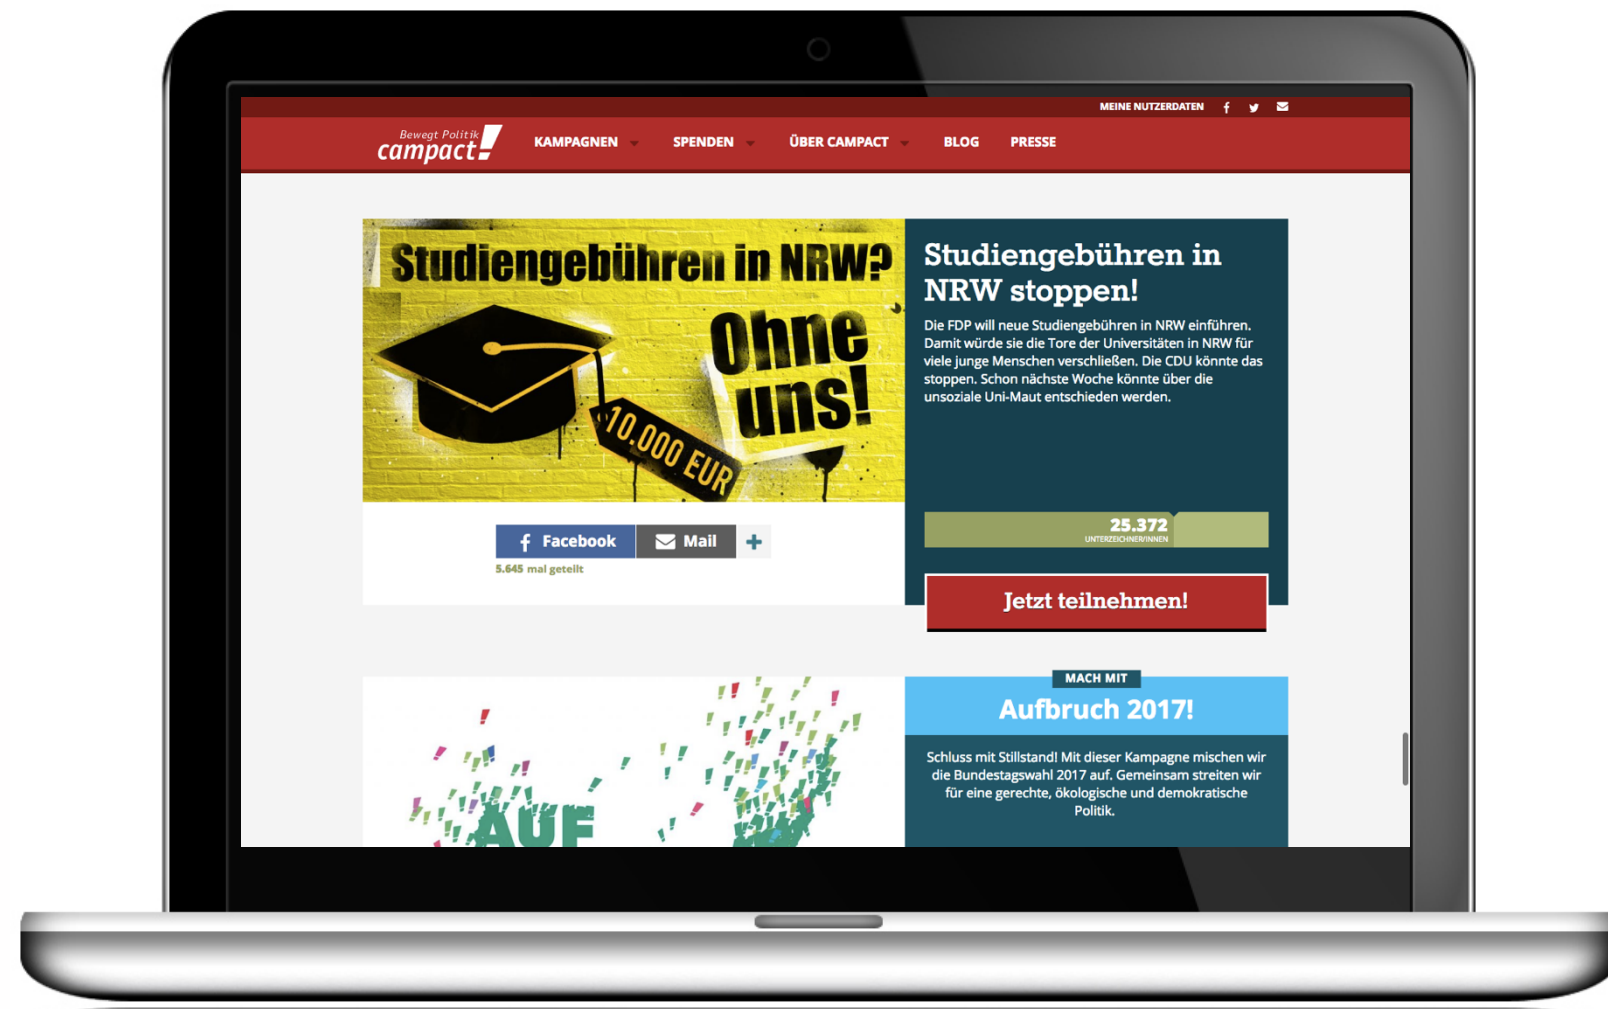 MEINE NUTZERDATEN
Bewegt Politik
campact!
KAMPAGNEN
SPENDEN
ÜBER CAMPACT
BLOG
PRESSE
Studiengebühren in NRW?
Ohne
uns!
10.000 EUR
Studiengebühren in
NRW stoppen!
Die FDP will neue Studiengebühren in NRW einführen.
Damit würde sie die Tore der Universitäten in NRW für
viele junge Menschen verschließen. Die CDU könnte das
stoppen. Schon nächste Woche könnte über die
unsoziale Uni-Maut entschieden werden.
25.372
UNTERZEICHNER/INNEN
Facebook
Mail
5.645 mal geteilt
Jetzt teilnehmen!
AUF
MACH MIT
Aufbruch 2017!
Schluss mit Stillstand! Mit dieser Kampagne mischen wir
die Bundestagswahl 2017 auf. Gemeinsam streiten wir
für eine gerechte, ökologische und demokratische
Politik.